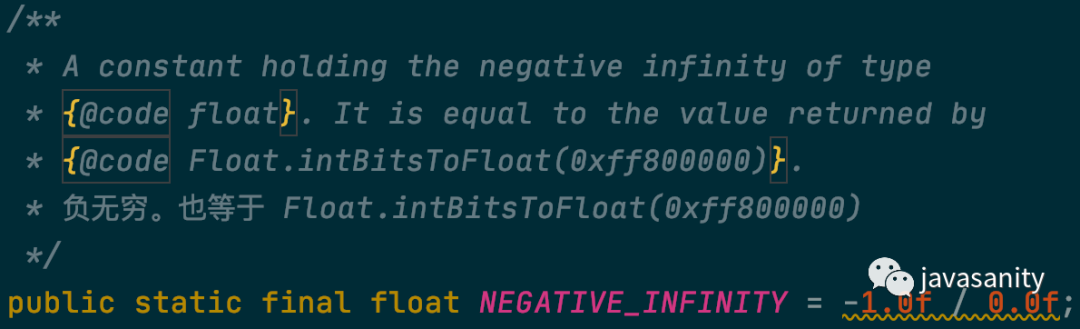 /**
* A constant holding the negative infinity of type
* {@code float}. It is equal to the value returned by
* {@code Float.intBitsToFloat(0xff800000)}.
* 负无穷。也等于 Float.intBitsToFloat(0xff800000)
*/
javasanity
public static final float NEGATIVE_INFINITY = -1.0f / 0.0f;